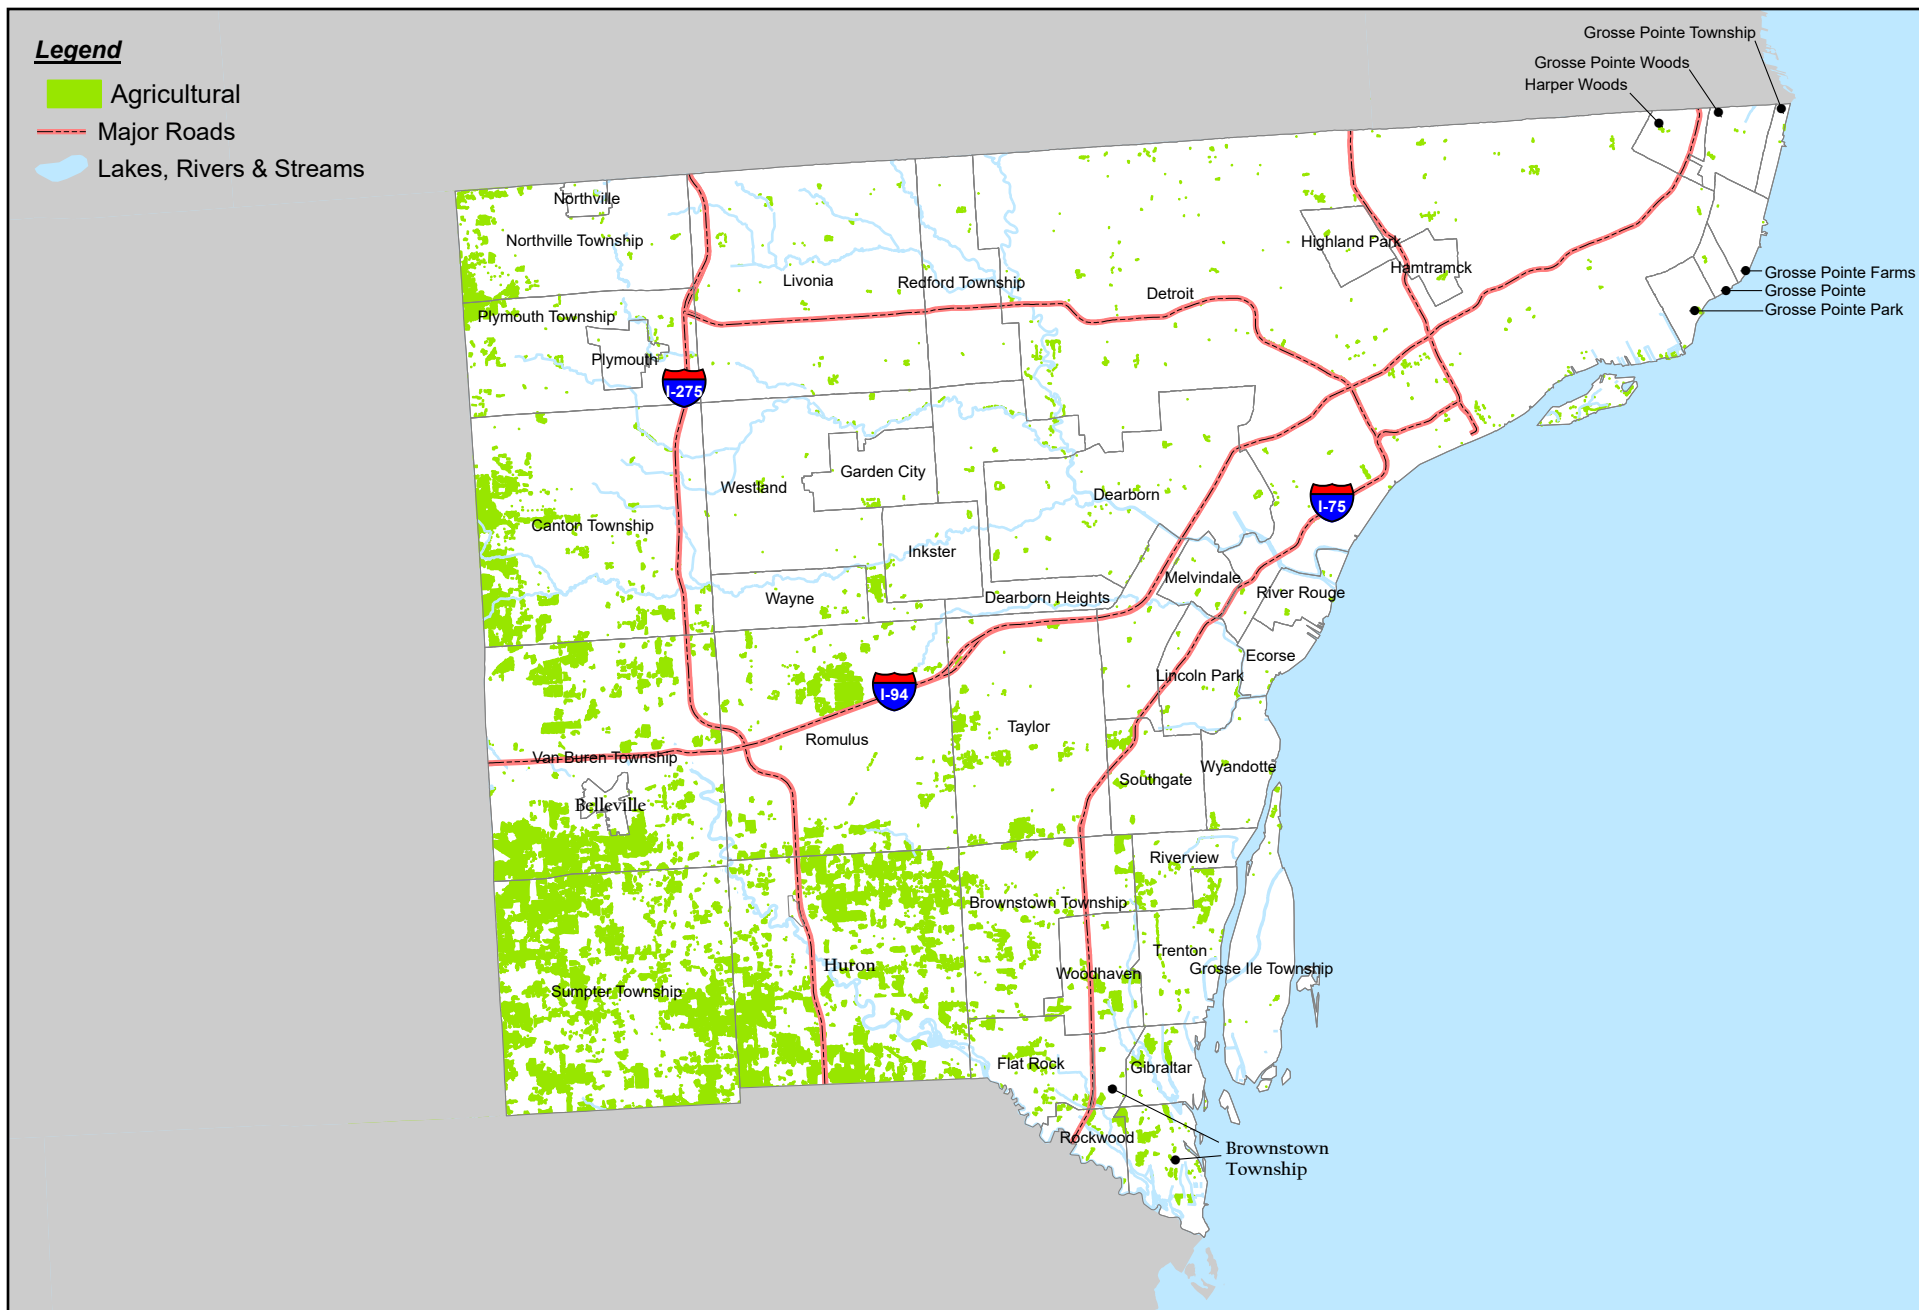 Legend
Agricultural
Major Roads
Lakes, Rivers & Streams
Grosse Pointe Township
Grosse Pointe Woods
Harper Woods
Northville
Northville Township
Livonia
Redford Township
Detroit
Highland Park
Hamtramck
Grosse Pointe Farms
Grosse Pointe
Grosse Pointe Park
Plymouth Township
Plymouth
I-275
Westland
Garden City
Dearborn
I-75
Canton Township
Inkster
Wayne
Dearborn Heights
Melvindale
River Rouge
Ecorse
Lincoln Park
I-94
Romulus
Taylor
Van Buren Township
Belleville
Southgate
Wyandotte
Riverview
Brownstown Township
Trenton
Woodhaven
Grosse Ile Township
Huron
Sumpter Township
Flat Rock
Gibraltar
Rockwood
Brownstown
Township